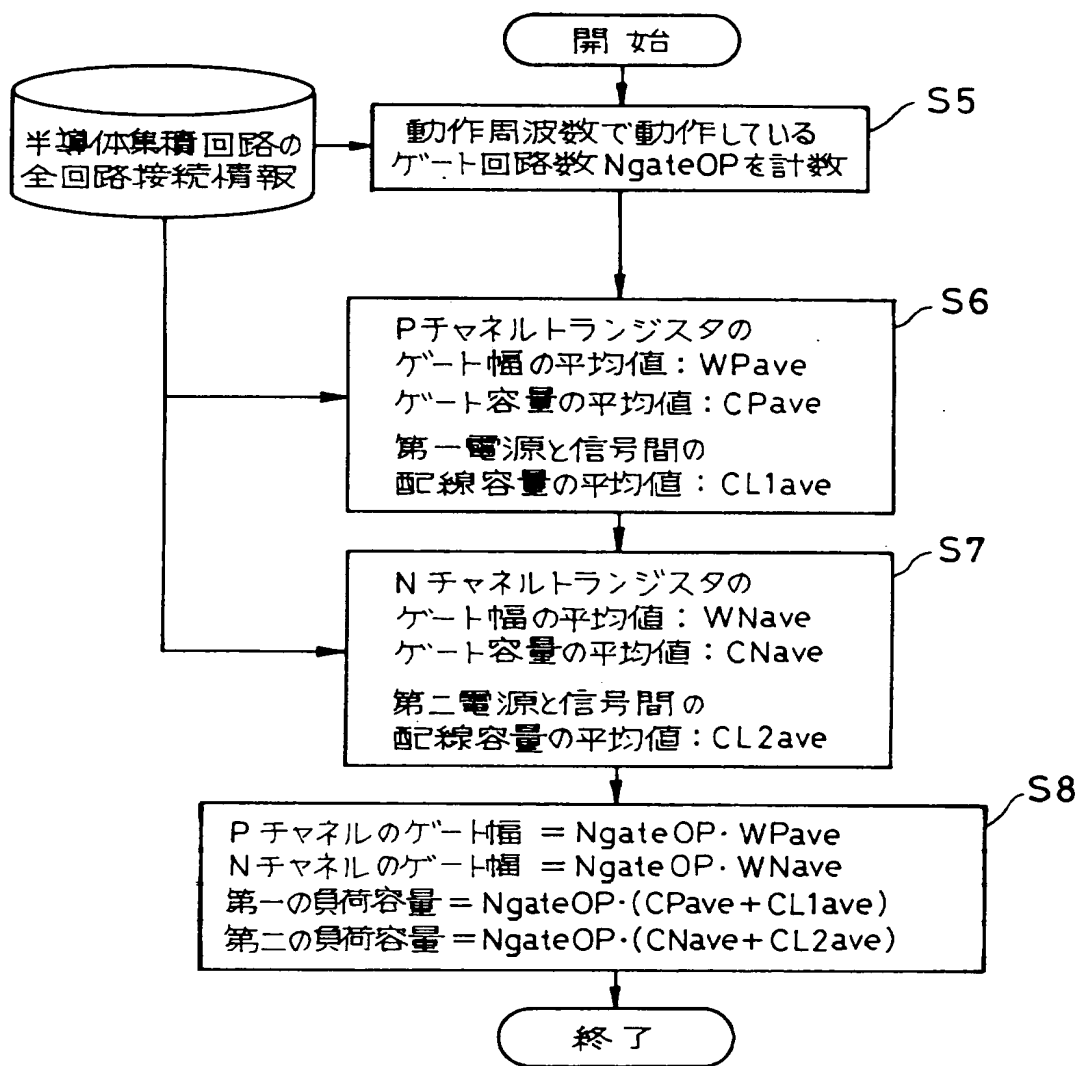 開始
半導体集積回路の
全回路接続情報
S5
動作周波数で動作している
ゲート回路数NgateOPを計数
S6
Pチャネルトランジスタの
ゲート幅の平均値：WPave
ゲート容量の平均値：CPave
第一電源と信号間の
配線容量の平均値：CL1ave
S7
Nチャネルトランジスタの
ゲート幅の平均値：WNave
ゲート容量の平均値：CNave
第二電源と信号間の
配線容量の平均値：CL2ave
S8
Pチャネルのゲート幅 = NgateOP・WPave
Nチャネルのゲート幅 = NgateOP・WNave
第一の負荷容量 = NgateOP・(CPave+CL1ave)
第二の負荷容量 = NgateOP・(CNave+CL2ave)
終了